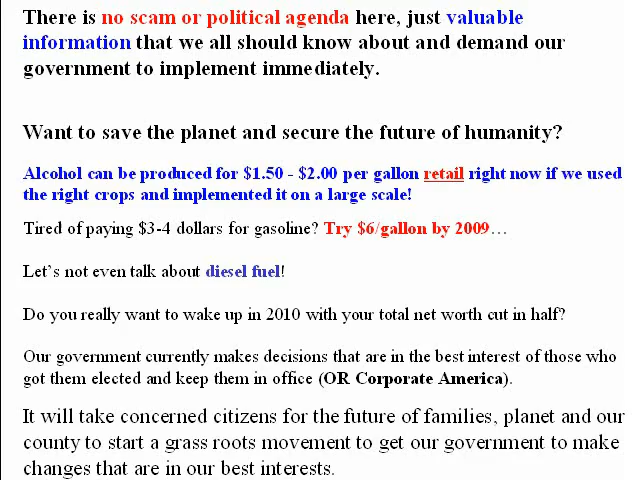 There is no scam or political agenda here, just valuable
information that we all should know about and demand our
government to implement immediately.
Want to save the planet and secure the future of humanity?
Alcohol can be produced for $1.50 - $2.00 per gallon retail right now if we used
the right crops and implemented it on a large scale!
Tired of paying $3-4 dollars for gasoline? Try $6/gallon by 2009…
Let's not even talk about diesel fuel!
Do you really want to wake up in 2010 with your total net worth cut in half?
Our government currently makes decisions that are in the best interest of those who
got them elected and keep them in office (OR Corporate America).
It will take concerned citizens for the future of families, planet and our
county to start a grass roots movement to get our government to make
changes that are in our best interests.